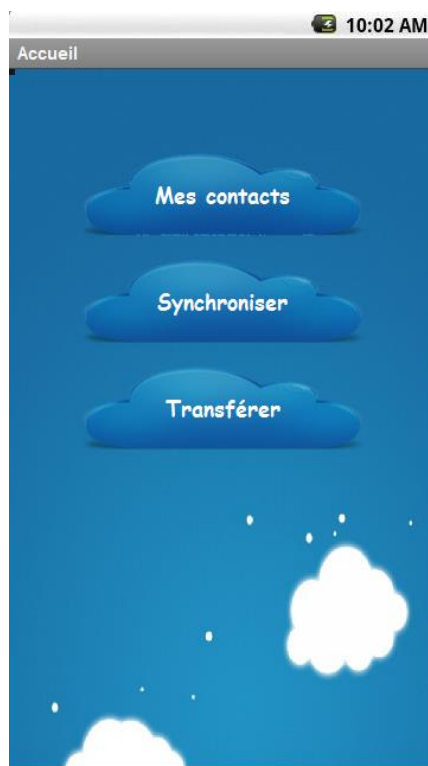 10:02 AM
Accueil
Mes contacts
Synchroniser
Transférer